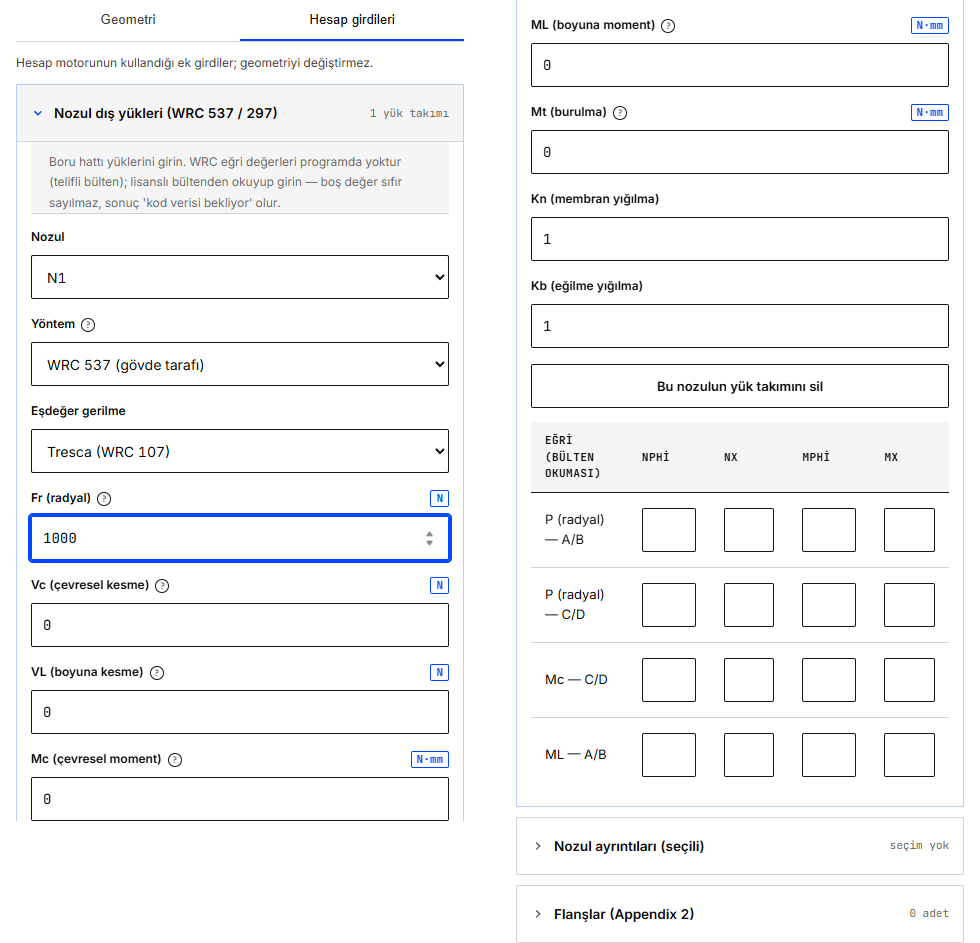 Geometri
Hesap girdileri
Hesap motorunun kullandığı ek girdiler; geometriyi değiştirmez.
Nozul dış yükleri (WRC 537 / 297)
1 yük takımı
Boru hattı yüklerini girin. WRC eğri değerleri programda yoktur
(telifli bülten); lisanslı bültenden okuyup girin — boş değer sıfır
sayılmaz, sonuç 'kod verisi bekliyor' olur.
Nozul
N1
Yöntem ?
WRC 537 (gövde tarafı)
Eşdeğer gerilme
Tresca (WRC 107)
Fr (radyal) ? N
1000
Vc (çevresel kesme) ? N
0
VL (boyuna kesme) ? N
0
Mc (çevresel moment) ? N·mm
0
ML (boyuna moment) ? N·mm
0
Mt (burulma) ? N·mm
0
Kn (membran yığılma)
1
Kb (eğilme yığılma)
1
Bu nozulun yük takımını sil
EĞRİ
(BÜLTEN
OKUMASI)
NPHİ NX MPHİ MX
P (radyal)
— A/B
P (radyal)
— C/D
Mc — C/D
ML — A/B
Nozul ayrıntıları (seçili) seçim yok
Flanşlar (Appendix 2) 0 adet